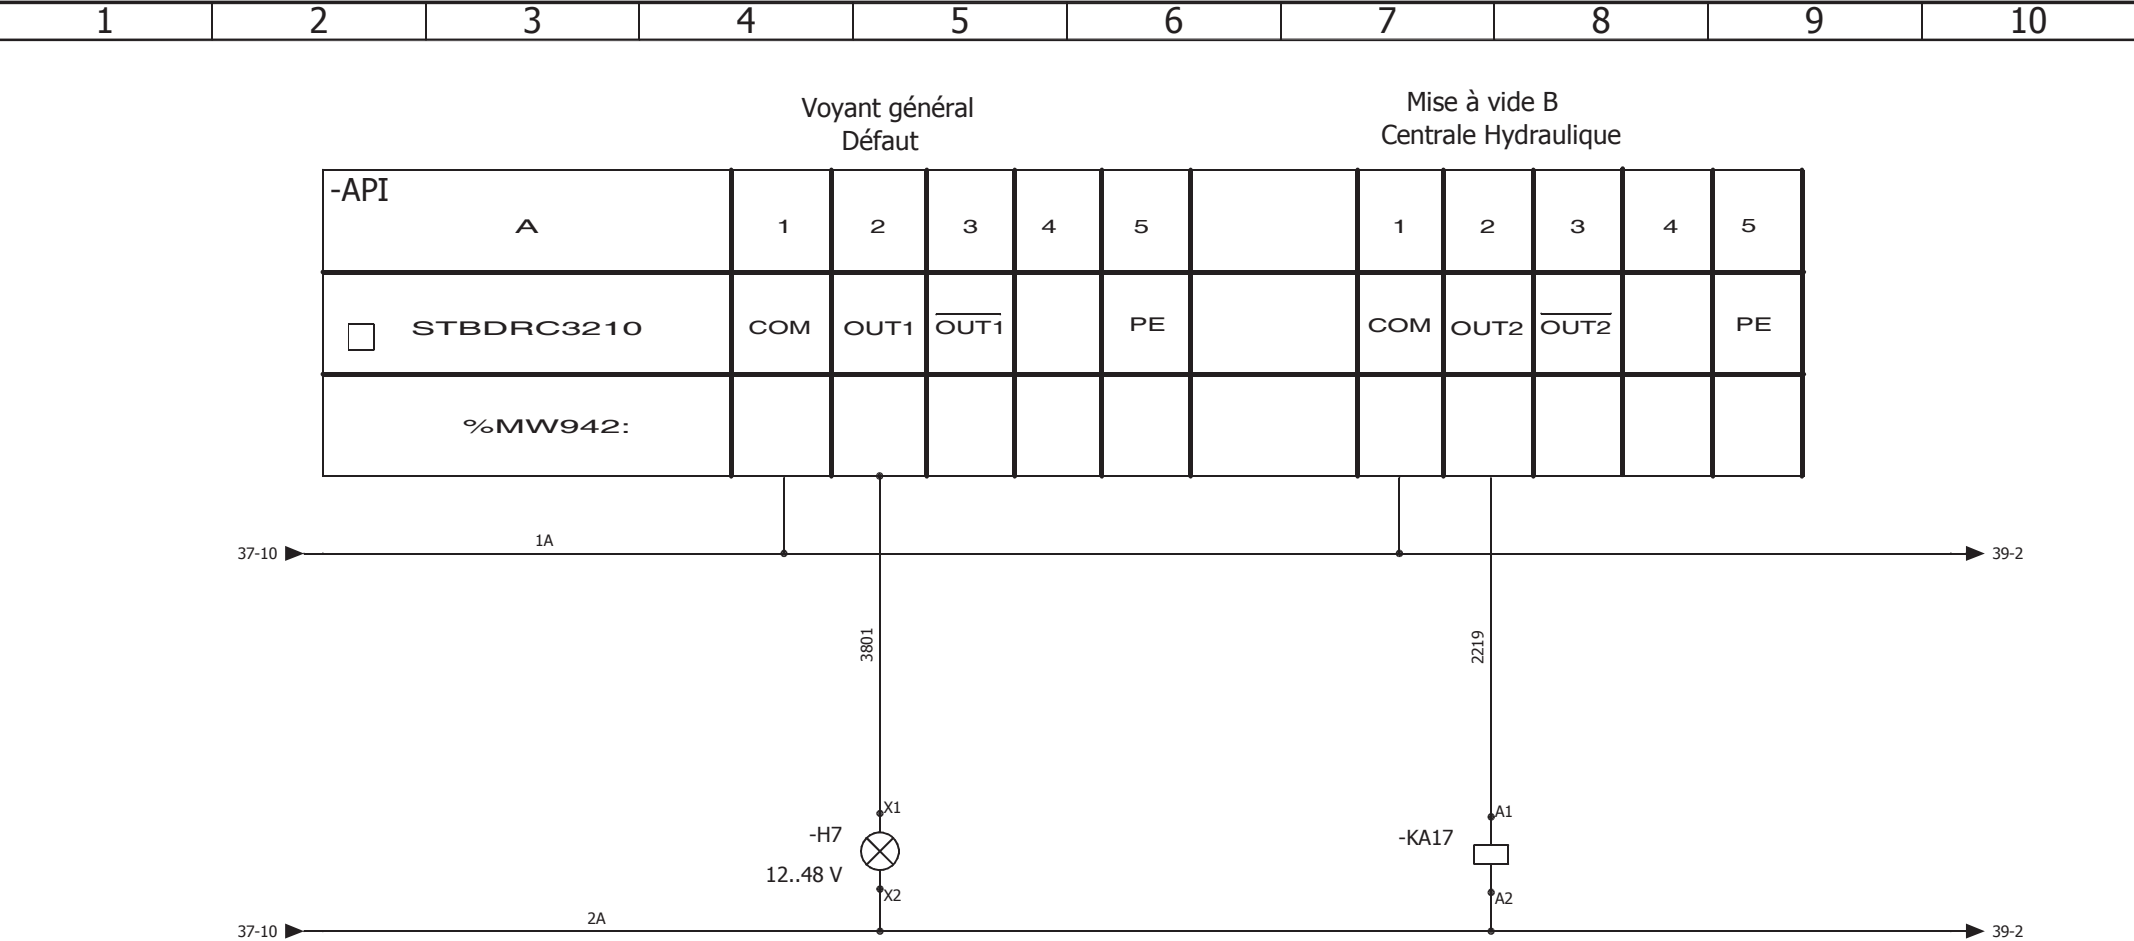 1 2 3 4 5 6 7 8 9 10
Voyant général
Défaut
Mise à vide B
Centrale Hydraulique
-API
A 1 2 3 4 5 1 2 3 4 5
STBDRC3210 COM OUT1 OUT1 PE COM OUT2 OUT2 PE
%MW942:
1A
37-10 39-2
3801 2219
X1 A1
-H7 -KA17
12..48 V
X2 A2
2A
37-10 39-2